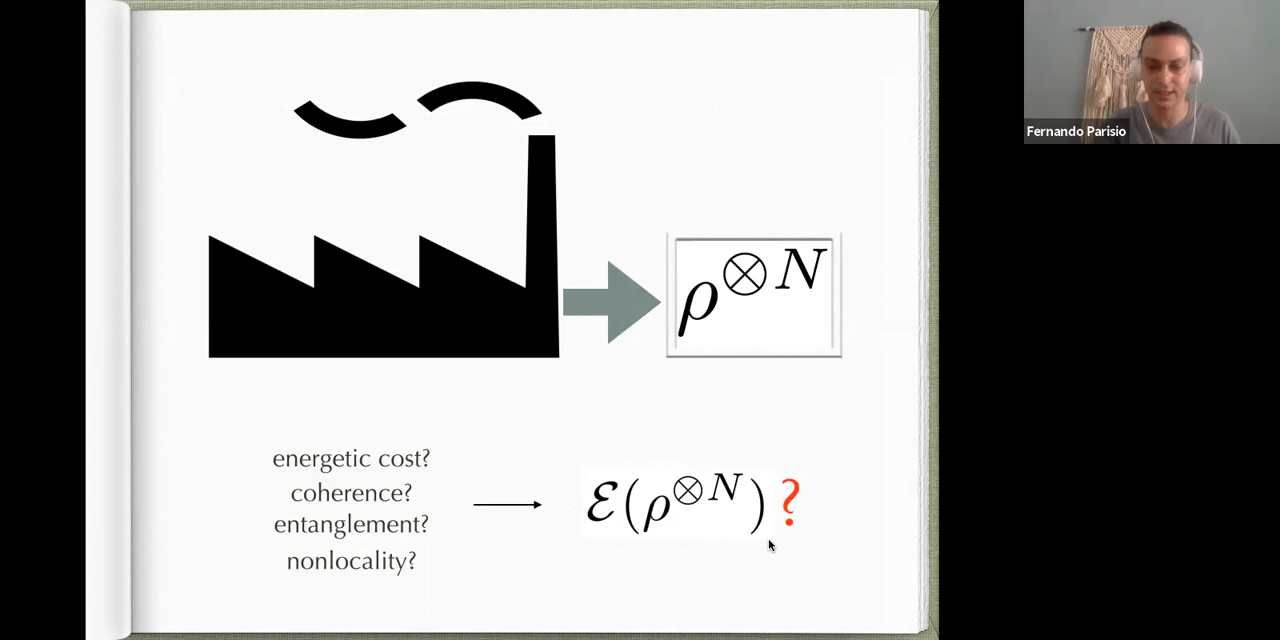 Fernando Parisio
ρ^{⊗N}
energetic cost?
coherence?
entanglement?
nonlocality?
ℰ(ρ^{⊗N})?